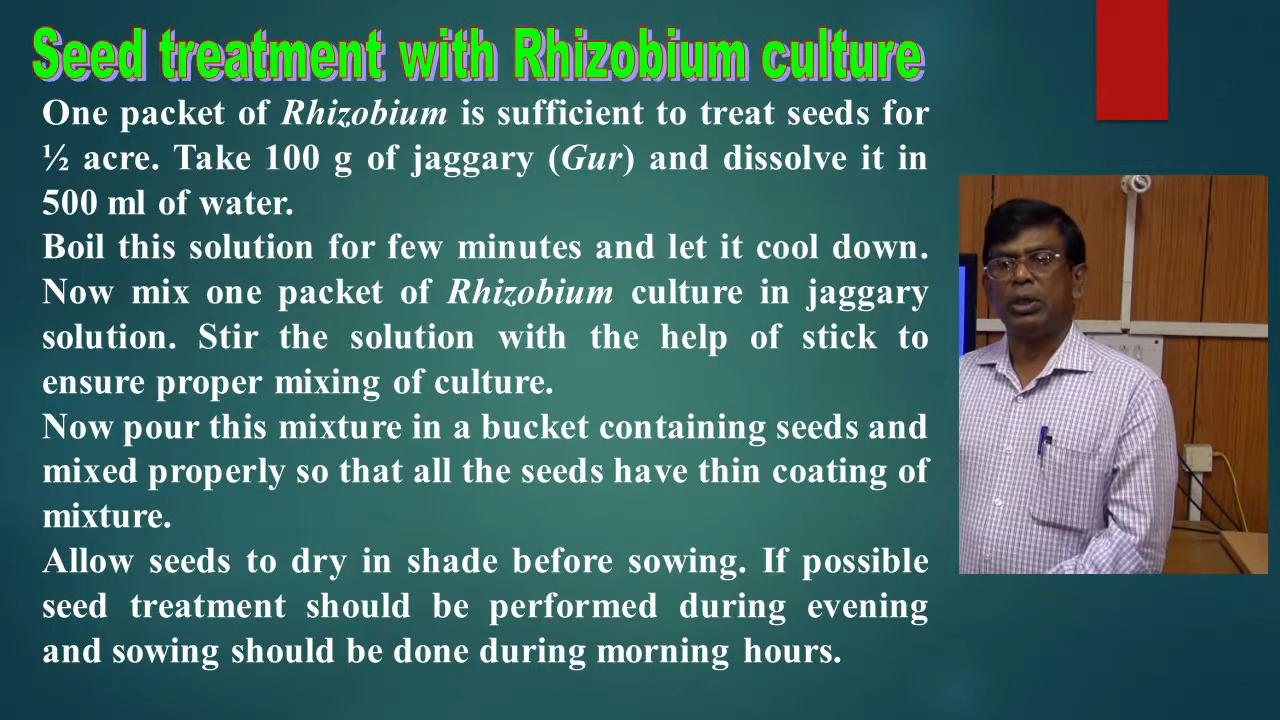 Seed treatment with Rhizobium culture
One packet of Rhizobium is sufficient to treat seeds for
½ acre. Take 100 g of jaggary (Gur) and dissolve it in
500 ml of water.
Boil this solution for few minutes and let it cool down.
Now mix one packet of Rhizobium culture in jaggary
solution. Stir the solution with the help of stick to
ensure proper mixing of culture.
Now pour this mixture in a bucket containing seeds and
mixed properly so that all the seeds have thin coating of
mixture.
Allow seeds to dry in shade before sowing. If possible
seed treatment should be performed during evening
and sowing should be done during morning hours.